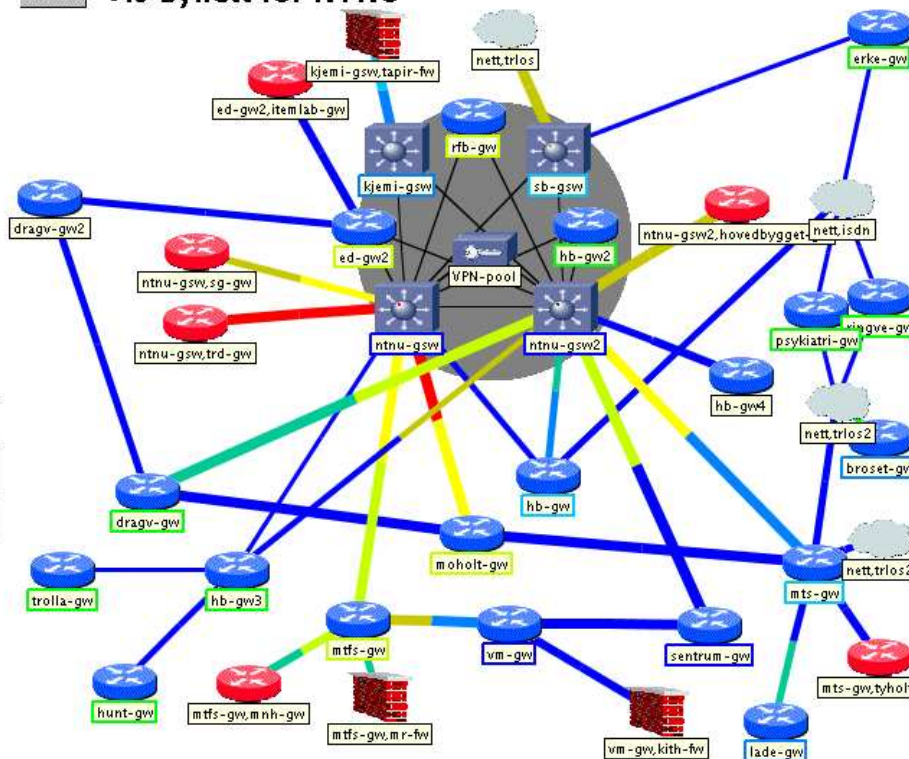 kjemi-gsw,tapir-fw
nett,trlos
erke-gw
ed-gw2,itemlab-gw
rfb-gw
kjemi-gsw
sb-gsw
dragv-gw2
ntnu-gsw2,hovedbygget-
nett,isdn
ed-gw2
hb-gw2
VPN-pool
ntnu-gsw,sg-gw
ntnu-gsw,trd-gw
ntnu-gsw
ntnu-gsw2
psykiatri-gw
ringve-gw
hb-gw4
nett,trlos2
broset-gw
dragv-gw
hb-gw
moholt-gw
nett,trlos2
trolla-gw
hb-gw3
mts-gw
mtfs-gw
vm-gw
sentrum-gw
hunt-gw
mtfs-gw,mnh-gw
mtfs-gw,mr-fw
vm-gw,kith-fw
mts-gw,tyholt
lade-gw